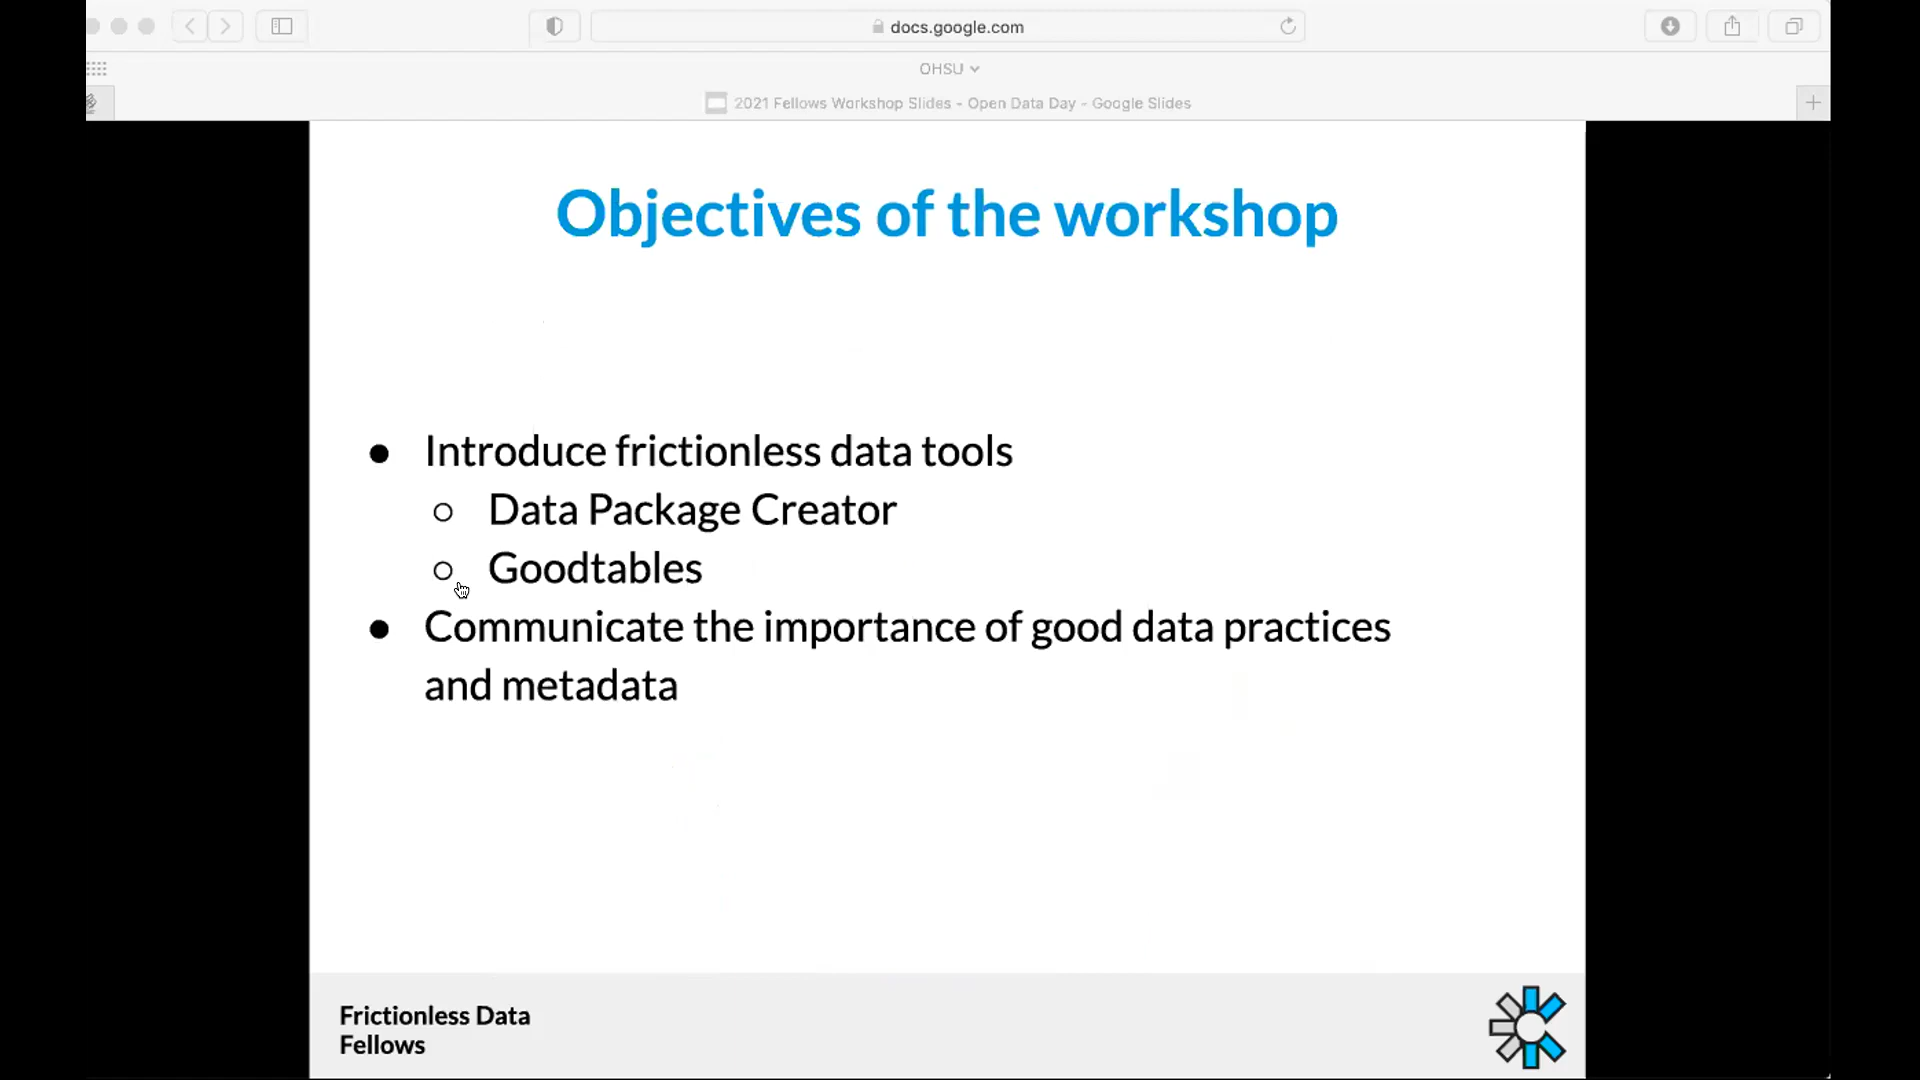 docs.google.com
OHSU
2021 Fellows Workshop Slides - Open Data Day - Google Slides
Objectives of the workshop
● Introduce frictionless data tools
○ Data Package Creator
○ Goodtables
● Communicate the importance of good data practices
and metadata
Frictionless Data
Fellows